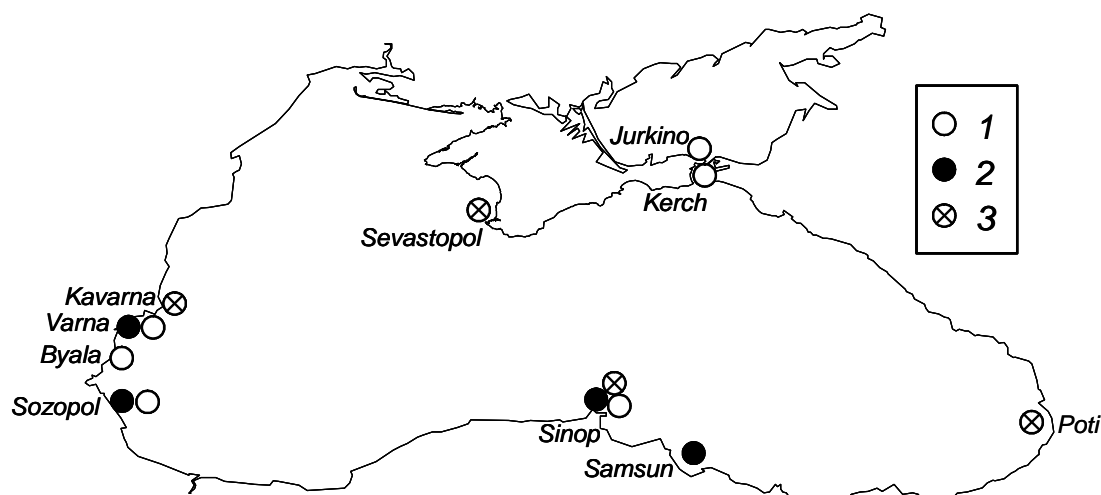 Jurkino
1
2
Kerch
3
Sevastopol
Kavarna
Varna
Byala
Sozopol
Sinop
Poti
Samsun